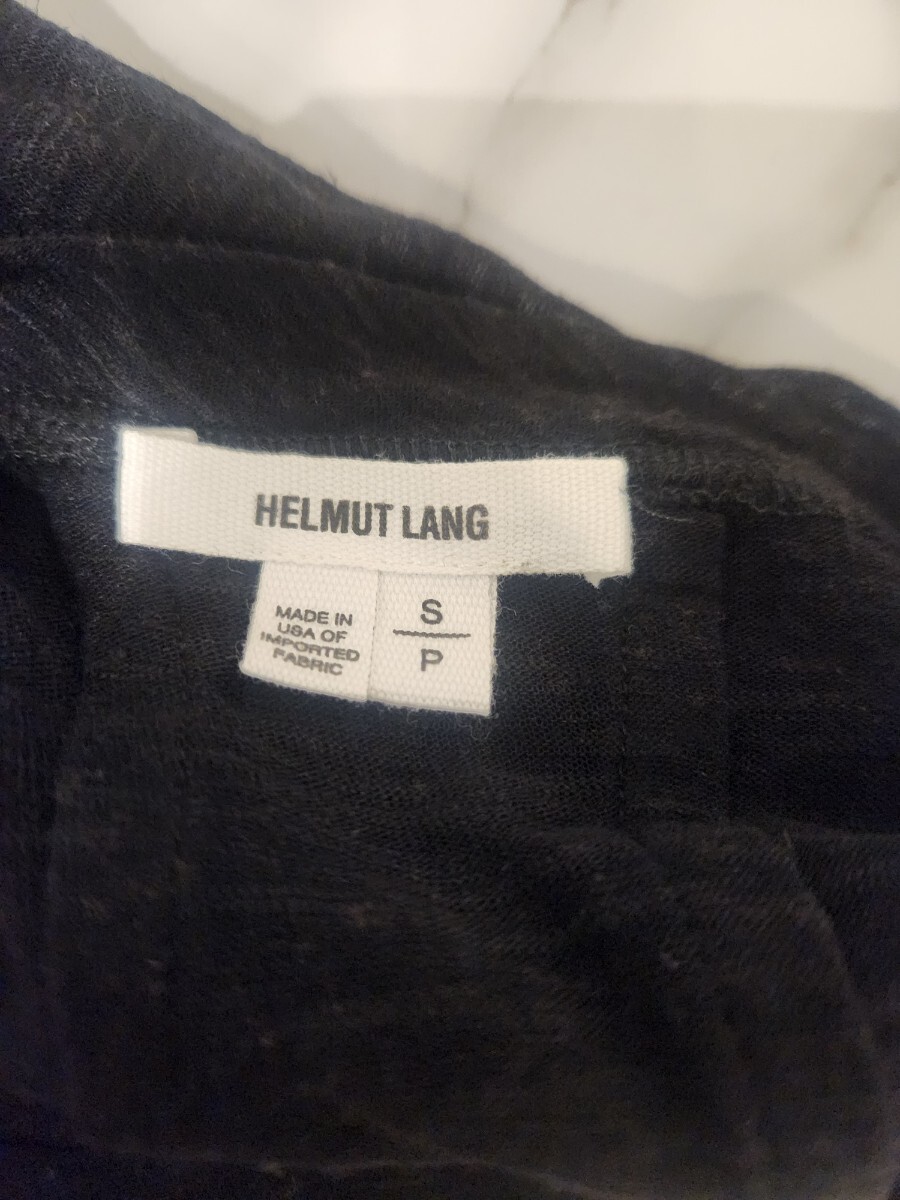 HELMUT LANG
MADE IN
USA OF
IMPORTED
FABRIC
S
P